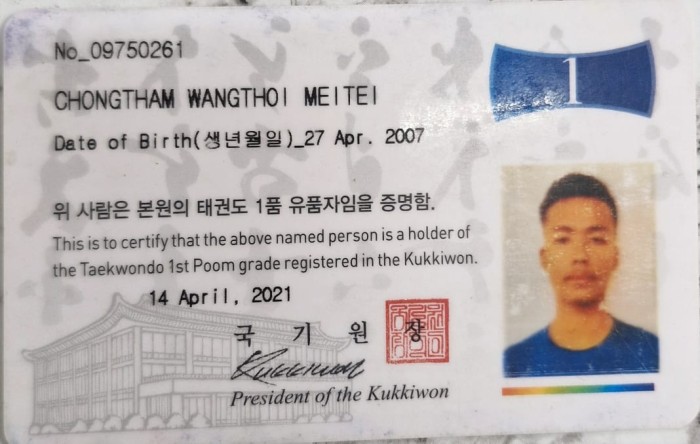 No_09750261
1
CHONGTHAM WANGTHOI MEITEI
Date of Birth(생년월일)_27 Apr. 2007
위 사람은 본원의 태권도 1품 유품자임을 증명함.
This is to certify that the above named person is a holder of
the Taekwondo 1st Poom grade registered in the Kukkiwon.
14 April, 2021
국 기 원 장
Kukkiwon
President of the Kukkiwon